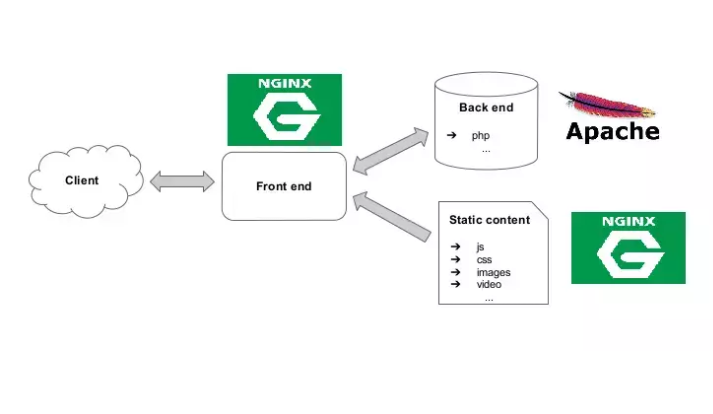 NGINX
Client
Front end
Back end
➔ php
...
Apache
Static content
➔ js
➔ css
➔ images
➔ video
...
NGINX